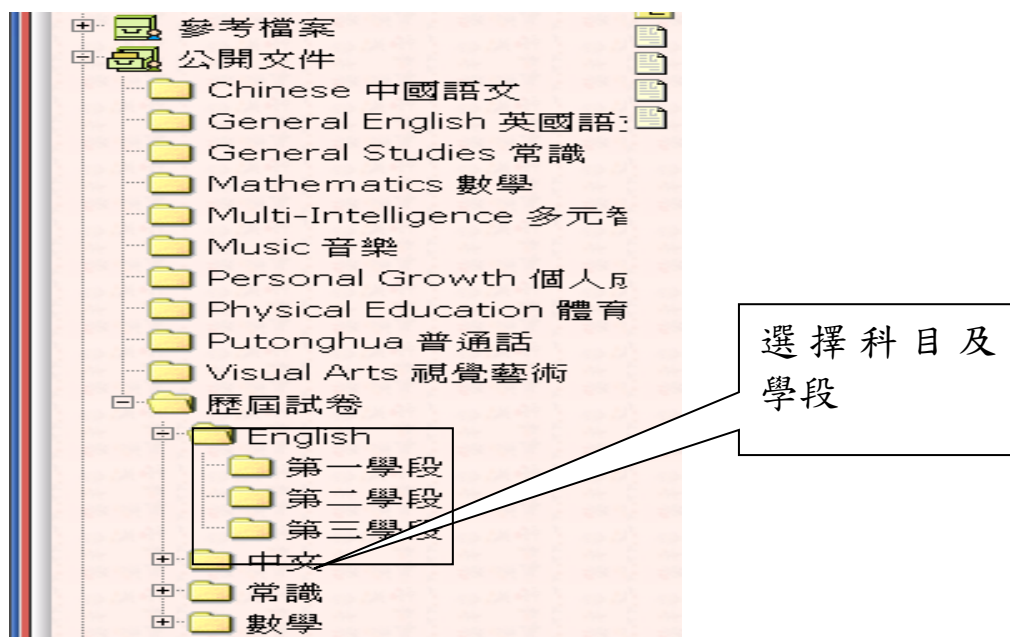 參考檔案
公開文件
Chinese 中國語文
General English 英國語
General Studies 常識
Mathematics 數學
Multi-Intelligence 多元智
Music 音樂
Personal Growth 個人成
Physical Education 體育
Putonghua 普通話
Visual Arts 視覺藝術
歷屆試卷
English
第一學段
第二學段
第三學段
中文
常識
數學
選擇科目及
學段